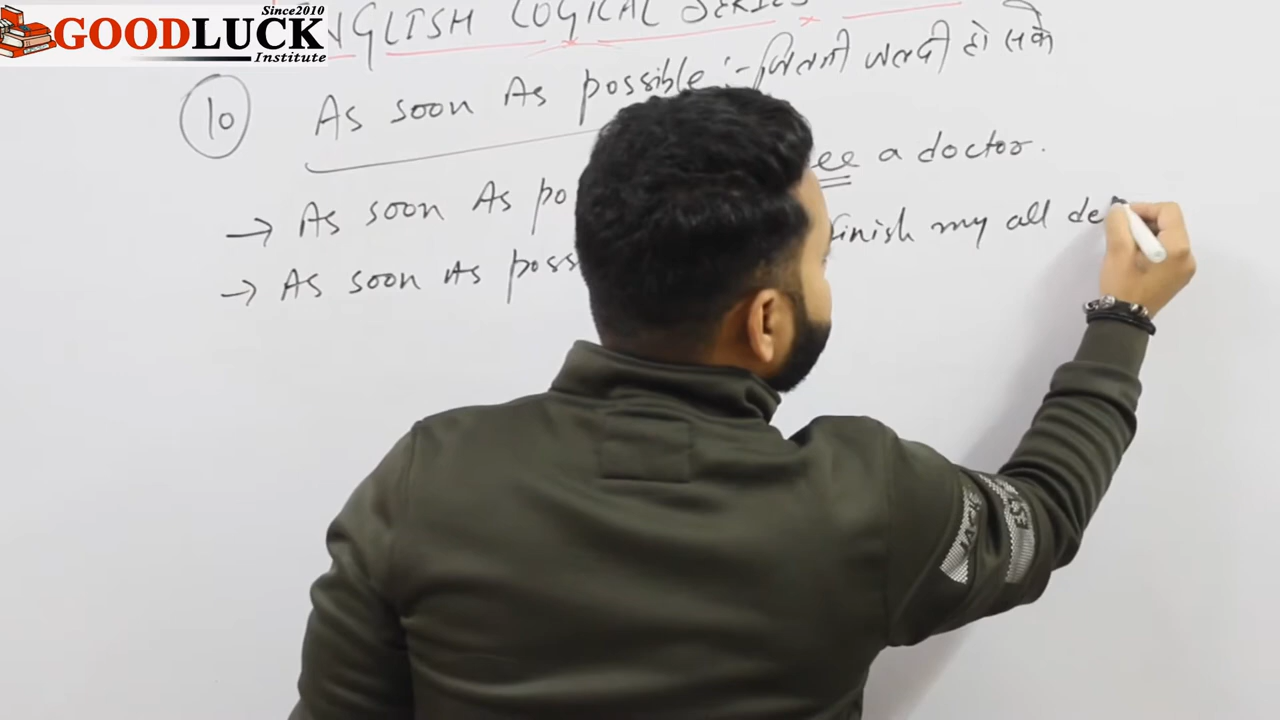 Since2010
GOODLUCK
Institute
ENGLISH LOGICAL SERIES
10 As soon As possible :- जितनी जल्दी हो सके
→ As soon As po ee a doctor.
→ As soon As poss finish my all de